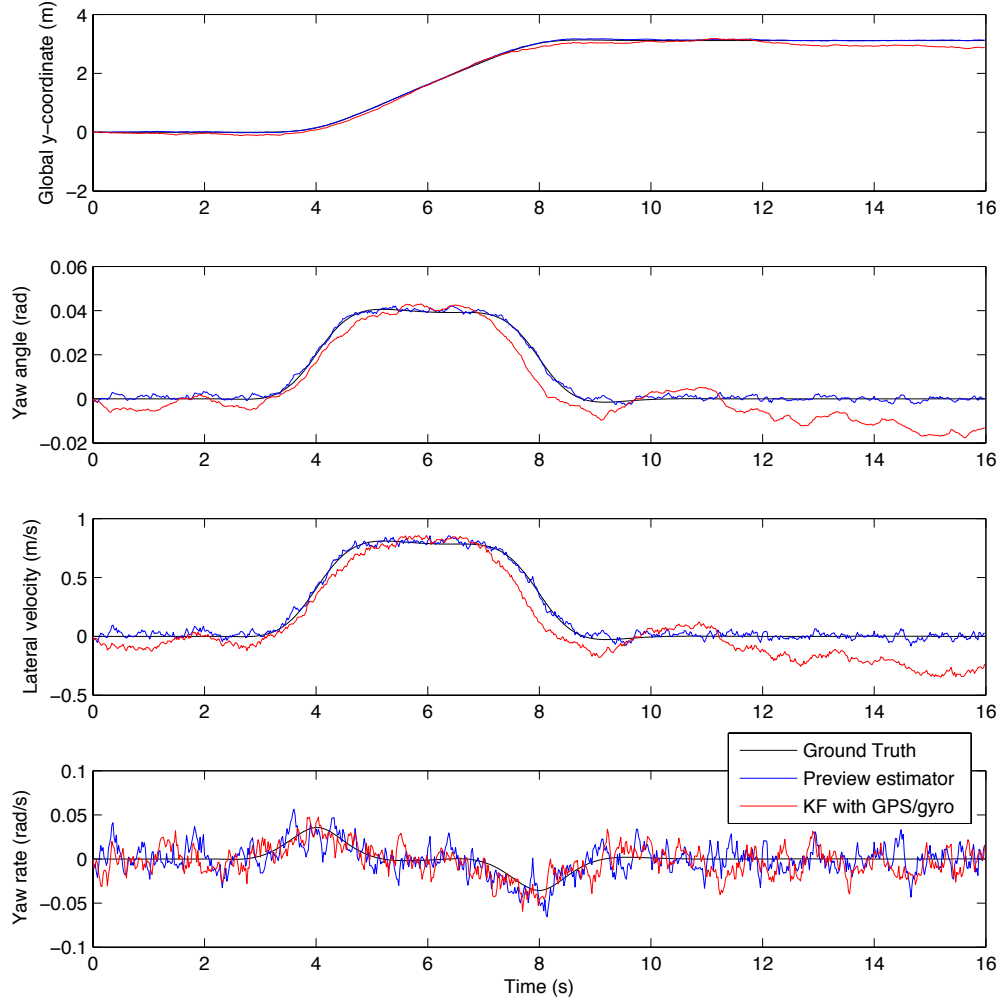 Global y−coordinate (m)
4
2
0
−2
0 2 4 6 8 10 12 14 16
Yaw angle (rad)
0.06
0.04
0.02
0
−0.02
0 2 4 6 8 10 12 14 16
Lateral velocity (m/s)
1
0.5
0
−0.5
0 2 4 6 8 10 12 14 16
Ground Truth
Preview estimator
KF with GPS/gyro
Yaw rate (rad/s)
0.1
0.05
0
−0.05
−0.1
0 2 4 6 8 10 12 14 16
Time (s)